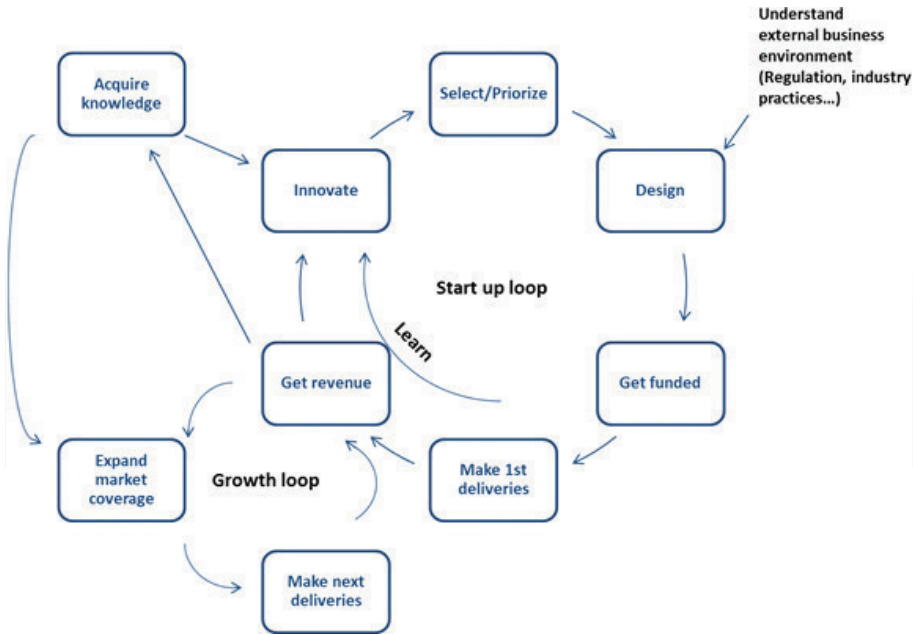 Understand
external business
environment
(Regulation, industry
practices...)
Acquire
knowledge
Select/Priorize
Innovate
Design
Start up loop
Learn
Get revenue
Get funded
Expand
market
coverage
Growth loop
Make 1st
deliveries
Make next
deliveries